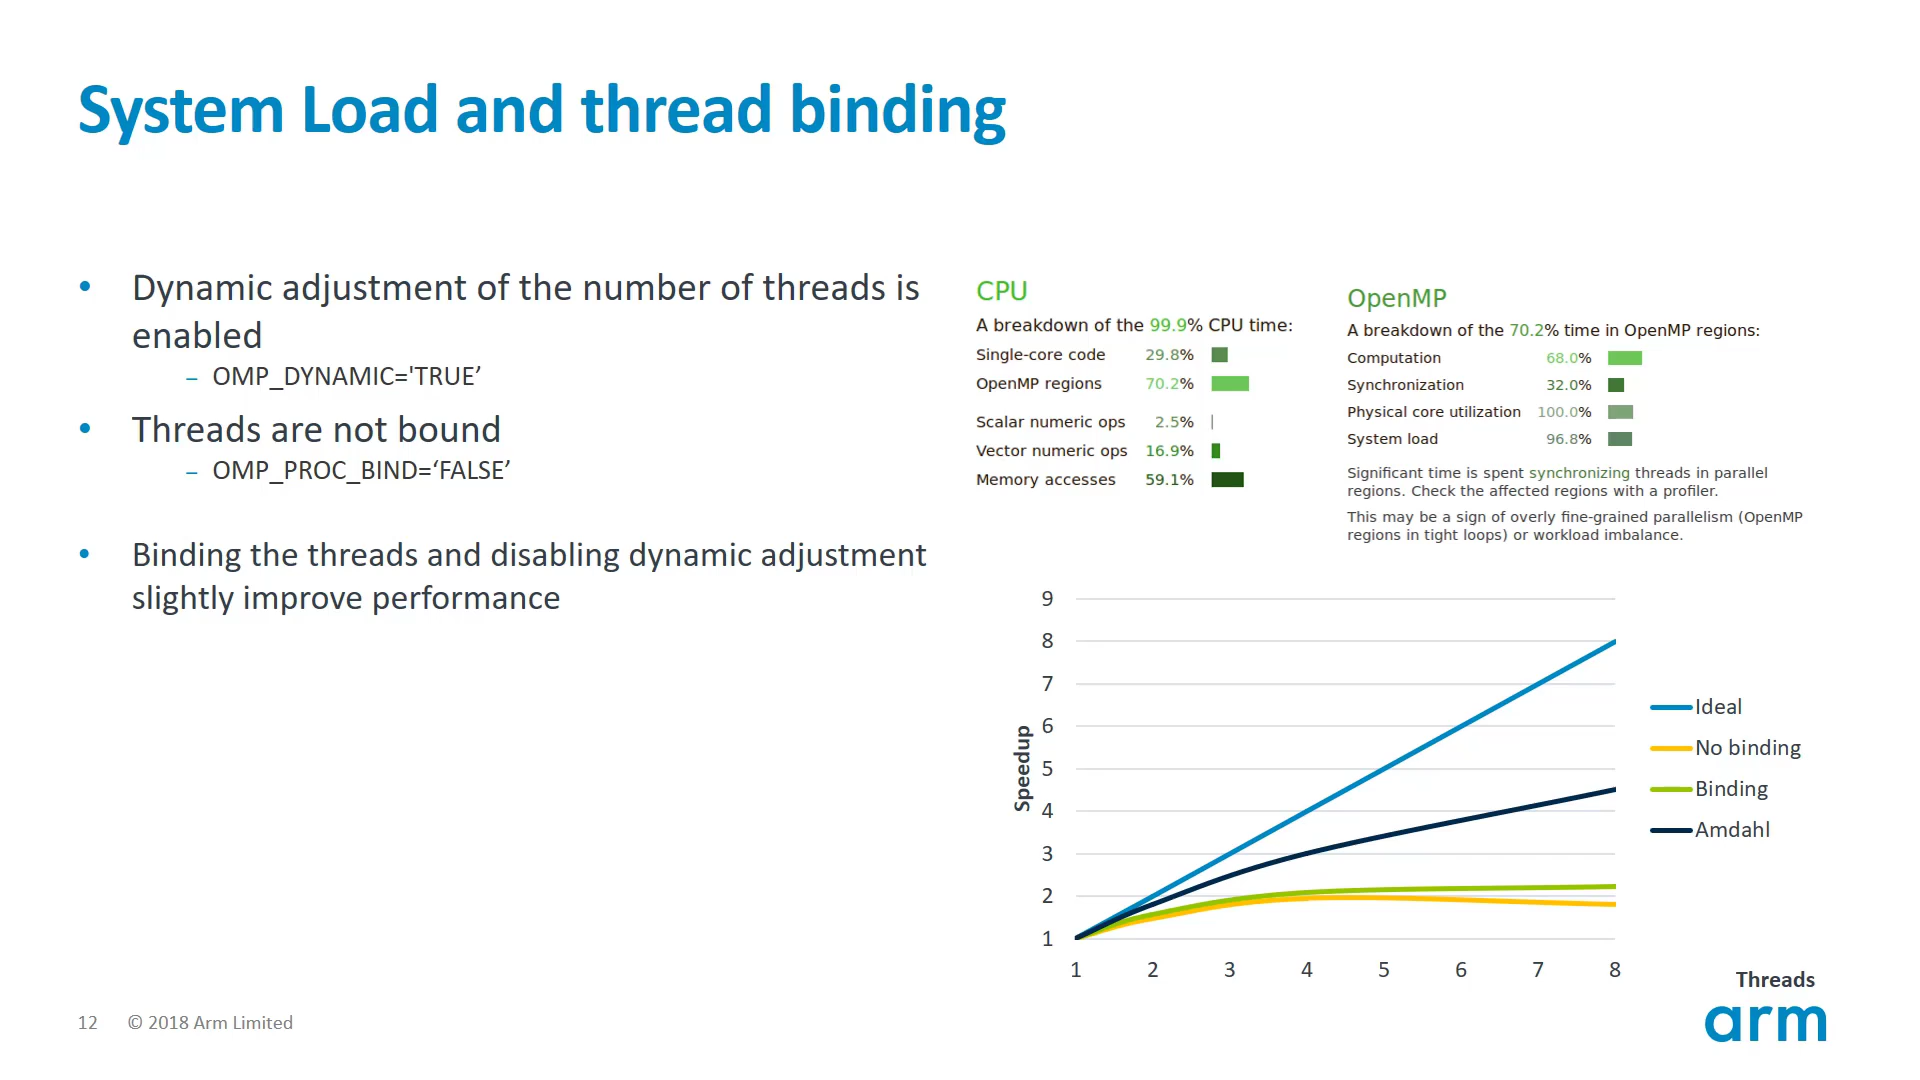 System Load and thread binding
• Dynamic adjustment of the number of threads is
enabled
– OMP_DYNAMIC='TRUE’
• Threads are not bound
– OMP_PROC_BIND=‘FALSE’
• Binding the threads and disabling dynamic adjustment
slightly improve performance
CPU
A breakdown of the 99.9% CPU time:
Single-core code 29.8%
OpenMP regions 70.2%
Scalar numeric ops 2.5%
Vector numeric ops 16.9%
Memory accesses 59.1%
OpenMP
A breakdown of the 70.2% time in OpenMP regions:
Computation 68.0%
Synchronization 32.0%
Physical core utilization 100.0%
System load 96.8%
Significant time is spent synchronizing threads in parallel
regions. Check the affected regions with a profiler.
This may be a sign of overly fine-grained parallelism (OpenMP
regions in tight loops) or workload imbalance.
Speedup
9
8
7
6
5
4
3
2
1
1 2 3 4 5 6 7 8
Threads
Ideal
No binding
Binding
Amdahl
12 © 2018 Arm Limited
arm